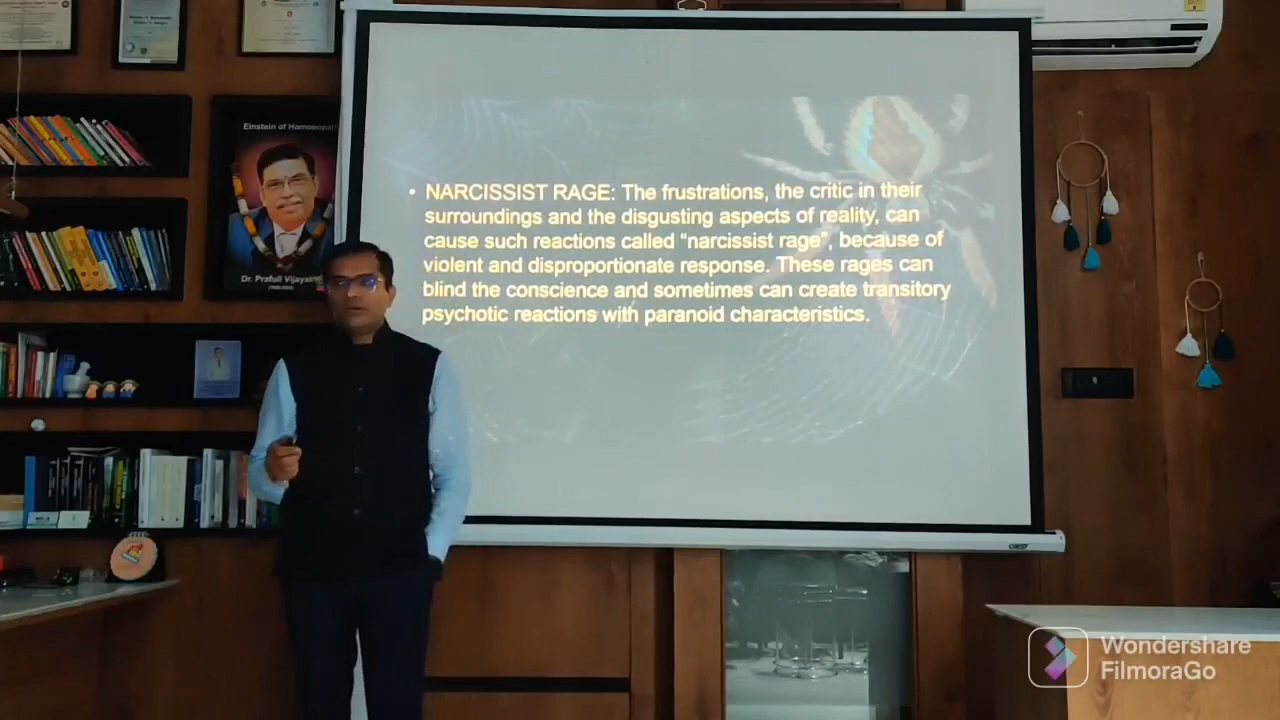 Einstein of Homoeopath
Dr. Prafull Vijayakar
• NARCISSIST RAGE: The frustrations, the critic in their
surroundings and the disgusting aspects of reality, can
cause such reactions called “narcissist rage”, because of
violent and disproportionate response. These rages can
blind the conscience and sometimes can create transitory
psychotic reactions with paranoid characteristics.
Wondershare
FilmoraGo